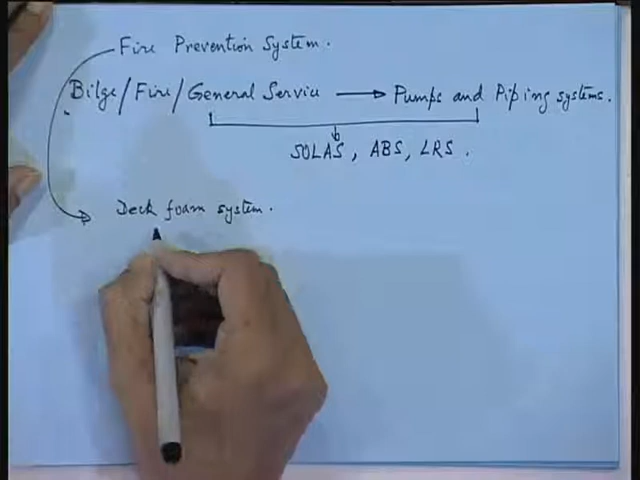 Fire Prevention System.
Bilge/Fire/General Service → Pumps and Piping systems.
SOLAS, ABS, LRS.
Deck foam system.